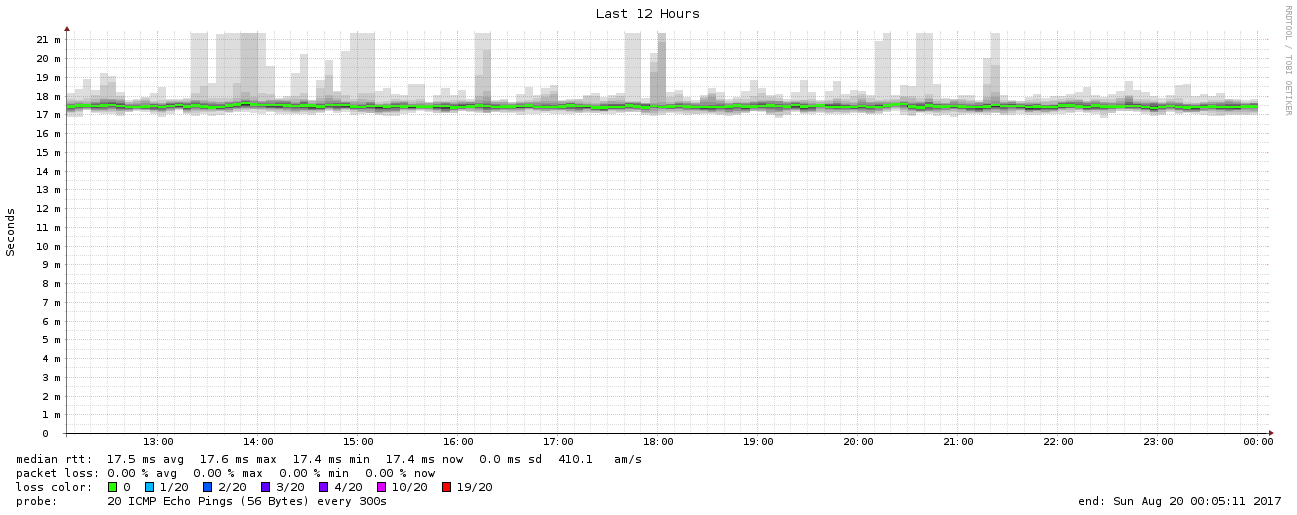 Last 12 Hours
RRDTOOL / TOBI OETIKER
Seconds
21 m
20 m
19 m
18 m
17 m
16 m
15 m
14 m
13 m
12 m
11 m
10 m
9 m
8 m
7 m
6 m
5 m
4 m
3 m
2 m
1 m
0
13:00 14:00 15:00 16:00 17:00 18:00 19:00 20:00 21:00 22:00 23:00 00:00
median rtt: 17.5 ms avg 17.6 ms max 17.4 ms min 17.4 ms now 0.0 ms sd 410.1 am/s
packet loss: 0.00 % avg 0.00 % max 0.00 % min 0.00 % now
loss color: 0 1/20 2/20 3/20 4/20 10/20 19/20
probe: 20 ICMP Echo Pings (56 Bytes) every 300s end: Sun Aug 20 00:05:11 2017